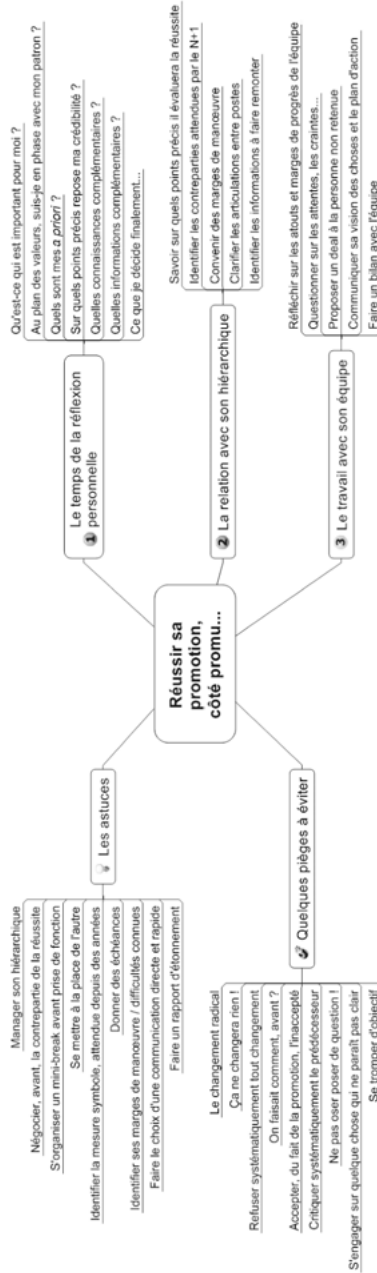 Réussir sa
promotion,
côté promu...
1 Le temps de la réflexion
personnelle
Qu'est-ce qui est important pour moi ?
Au plan des valeurs, suis-je en phase avec mon patron ?
Quels sont mes a priori ?
Sur quels points précis repose ma crédibilité ?
Quelles connaissances complémentaires ?
Quelles informations complémentaires ?
Ce que je décide finalement...
2 La relation avec son hiérarchique
Savoir sur quels points précis il évaluera la réussite
Identifier les contreparties attendues par le N+1
Convenir des marges de manœuvre
Clarifier les articulations entre postes
Identifier les informations à faire remonter
3 Le travail avec son équipe
Réfléchir sur les atouts et marges de progrès de l'équipe
Questionner sur les attentes, les craintes...
Proposer un deal à la personne non retenue
Communiquer sa vision des choses et le plan d'action
Faire un bilan avec l'équipe
Quelques pièges à éviter
Le changement radical
Ça ne changera rien !
Refuser systématiquement tout changement
On faisait comment, avant ?
Accepter, du fait de la promotion, l'inaccepté
Critiquer systématiquement le prédécesseur
Ne pas oser poser de question !
S'engager sur quelque chose qui ne paraît pas clair
Se tromper d'objectif
Les astuces
Manager son hiérarchique
Négocier, avant, la contrepartie de la réussite
S'organiser un mini-break avant prise de fonction
Se mettre à la place de l'autre
Identifier la mesure symbole, attendue depuis des années
Donner des échéances
Identifier ses marges de manœuvre / difficultés connues
Faire le choix d'une communication directe et rapide
Faire un rapport d'étonnement